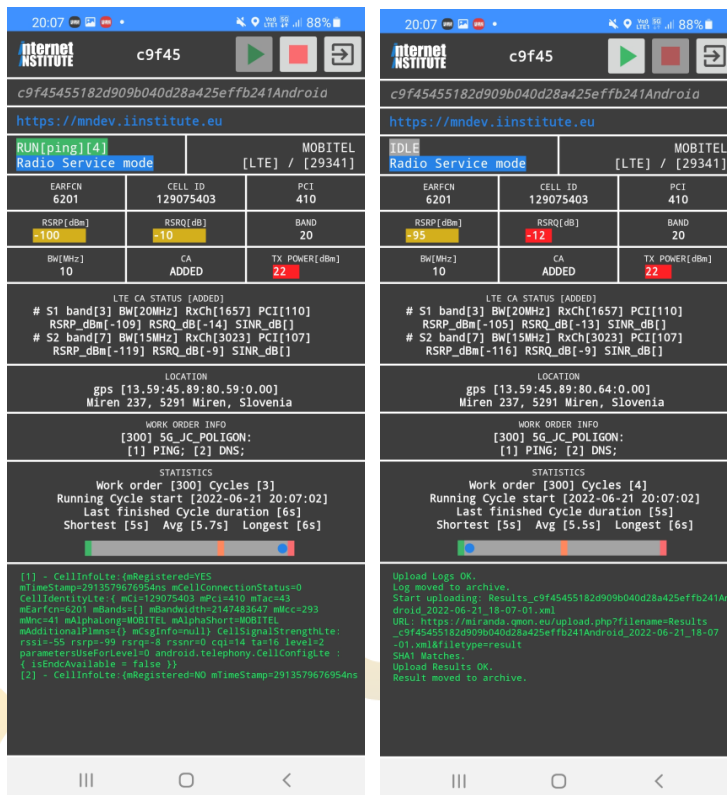 20:07 88%
internet
INSTITUTE
c9f45
c9f45455182d909b040d28a425effb241Android
https://mndev.iinstitute.eu
RUN[ping][4]
Radio Service mode
MOBITEL
[LTE] / [29341]
EARFCN
6201
CELL ID
129075403
PCI
410
RSRP[dBm]
-100
RSRQ[dB]
-10
BAND
20
BW[MHz]
10
CA
ADDED
TX POWER[dBm]
22
LTE CA STATUS [ADDED]
# S1 band[3] BW[20MHz] RxCh[1657] PCI[110]
RSRP_dBm[-109] RSRQ_dB[-14] SINR_dB[]
# S2 band[7] BW[15MHz] RxCh[3023] PCI[107]
RSRP_dBm[-119] RSRQ_dB[-9] SINR_dB[]
LOCATION
gps [13.59:45.89:80.59:0.00]
Miren 237, 5291 Miren,
Slovenia
WORK ORDER INFO
[300] 5G_JC_POLIGON:
[1] PING; [2] DNS;
STATISTICS
Work order [300] Cycles [3]
Running Cycle start [2022-06-21 20:07:02]
Last finished Cycle duration [6s]
Shortest [5s] Avg [5.7s] Longest [6s]
[1] - CellInfoLte:{mRegistered=YES
mTimeStamp=2913579676954ns mCellConnectionStatus=0
CellIdentityLte:{ mCi=129075403 mPci=410 mTac=43
mEarfcn=6201 mBands=[] mBandwidth=2147483647 mMcc=293
mMnc=41 mAlphaLong=MOBITEL mAlphaShort=MOBITEL
mAdditionalPlmns={} mCsgInfo=null} CellSignalStrengthLte:
rssi=-55 rsrp=-99 rsrq=-8 rssnr=0 cqi=14 ta=16 level=2
parametersUseForLevel=0 android.telephony.CellConfigLte :
{ isEndcAvailable = false }}
[2] - CellInfoLte:{mRegistered=NO mTimeStamp=2913579676954ns
20:07 88%
internet
INSTITUTE
c9f45
c9f45455182d909b040d28a425effb241Android
https://mndev.iinstitute.eu
IDLE
Radio Service mode
MOBITEL
[LTE] / [29341]
EARFCN
6201
CELL ID
129075403
PCI
410
RSRP[dBm]
-95
RSRQ[dB]
-12
BAND
20
BW[MHz]
10
CA
ADDED
TX POWER[dBm]
22
LTE CA STATUS [ADDED]
# S1 band[3] BW[20MHz] RxCh[1657] PCI[110]
RSRP_dBm[-105] RSRQ_dB[-13] SINR_dB[]
# S2 band[7] BW[15MHz] RxCh[3023] PCI[107]
RSRP_dBm[-116] RSRQ_dB[-9] SINR_dB[]
LOCATION
gps [13.59:45.89:80.64:0.00]
Miren 237, 5291 Miren, Slovenia
WORK ORDER INFO
[300] 5G_JC_POLIGON:
[1] PING; [2] DNS;
STATISTICS
Work order [300] Cycles [4]
Running Cycle start [2022-06-21 20:07:02]
Last finished Cycle duration [5s]
Shortest [5s] Avg [5.5s] Longest [6s]
Upload Logs OK.
Log moved to archive.
Start uploading: Results_c9f45455182d909b040d28a425effb241An
droid_2022-06-21_18-07-01.xml
URL: https://miranda.qmon.eu/upload.php?filename=Results
_c9f45455182d909b040d28a425effb241Android_2022-06-21_18-07
-01.xml&filetype=result
SHA1 Matches.
Upload Results OK.
Result moved to archive.